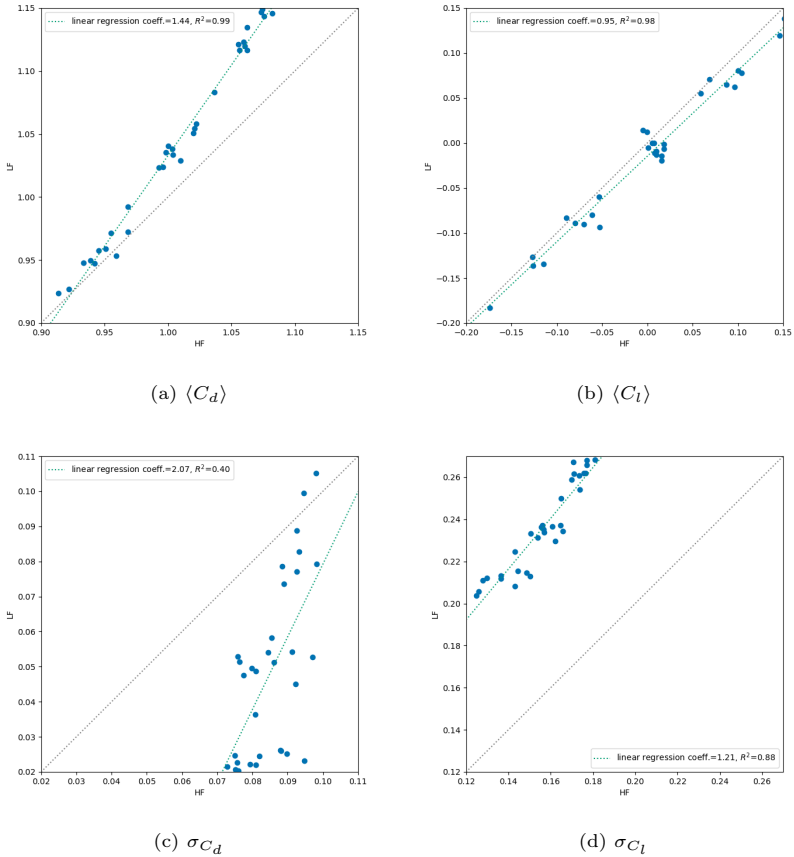 linear regression coeff.=1.44, R²=0.99
1.15
1.10
1.05
1.00
0.95
0.90
LF
0.90 0.95 1.00 1.05 1.10 1.15
HF
(a) ⟨C_d⟩
linear regression coeff.=0.95, R²=0.98
0.15
0.10
0.05
0.00
−0.05
−0.10
−0.15
−0.20
LF
−0.20 −0.15 −0.10 −0.05 0.00 0.05 0.10 0.15
HF
(b) ⟨C_l⟩
linear regression coeff.=2.07, R²=0.40
0.11
0.10
0.09
0.08
0.07
0.06
0.05
0.04
0.03
0.02
LF
0.02 0.03 0.04 0.05 0.06 0.07 0.08 0.09 0.10 0.11
HF
(c) σ_{C_d}
0.26
0.24
0.22
0.20
0.18
0.16
0.14
0.12
LF
linear regression coeff.=1.21, R²=0.88
0.12 0.14 0.16 0.18 0.20 0.22 0.24 0.26
HF
(d) σ_{C_l}